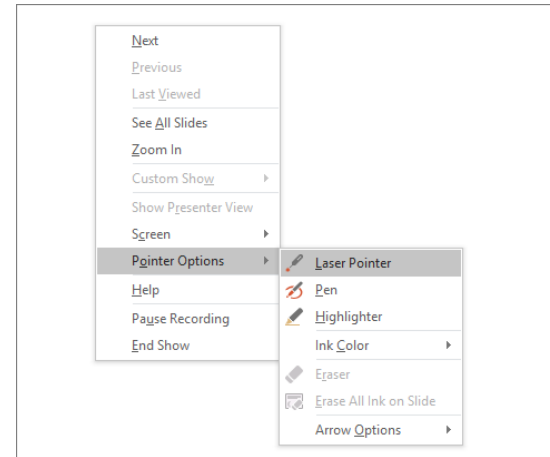 Next
Previous
Last Viewed
See All Slides
Zoom In
Custom Show
Show Presenter View
Screen
Pointer Options
Help
Pause Recording
End Show
Laser Pointer
Pen
Highlighter
Ink Color
Eraser
Erase All Ink on Slide
Arrow Options